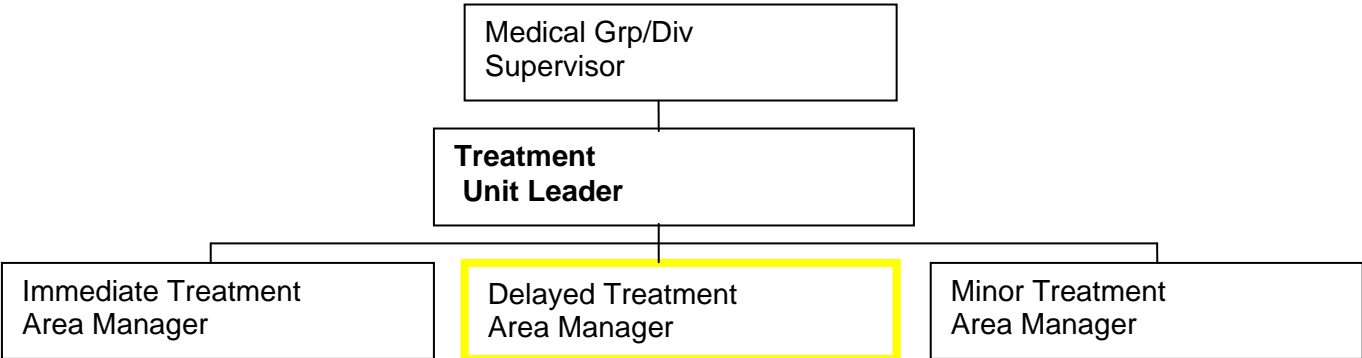 Medical Grp/Div
Supervisor
Treatment
Unit Leader
Immediate Treatment
Area Manager
Delayed Treatment
Area Manager
Minor Treatment
Area Manager